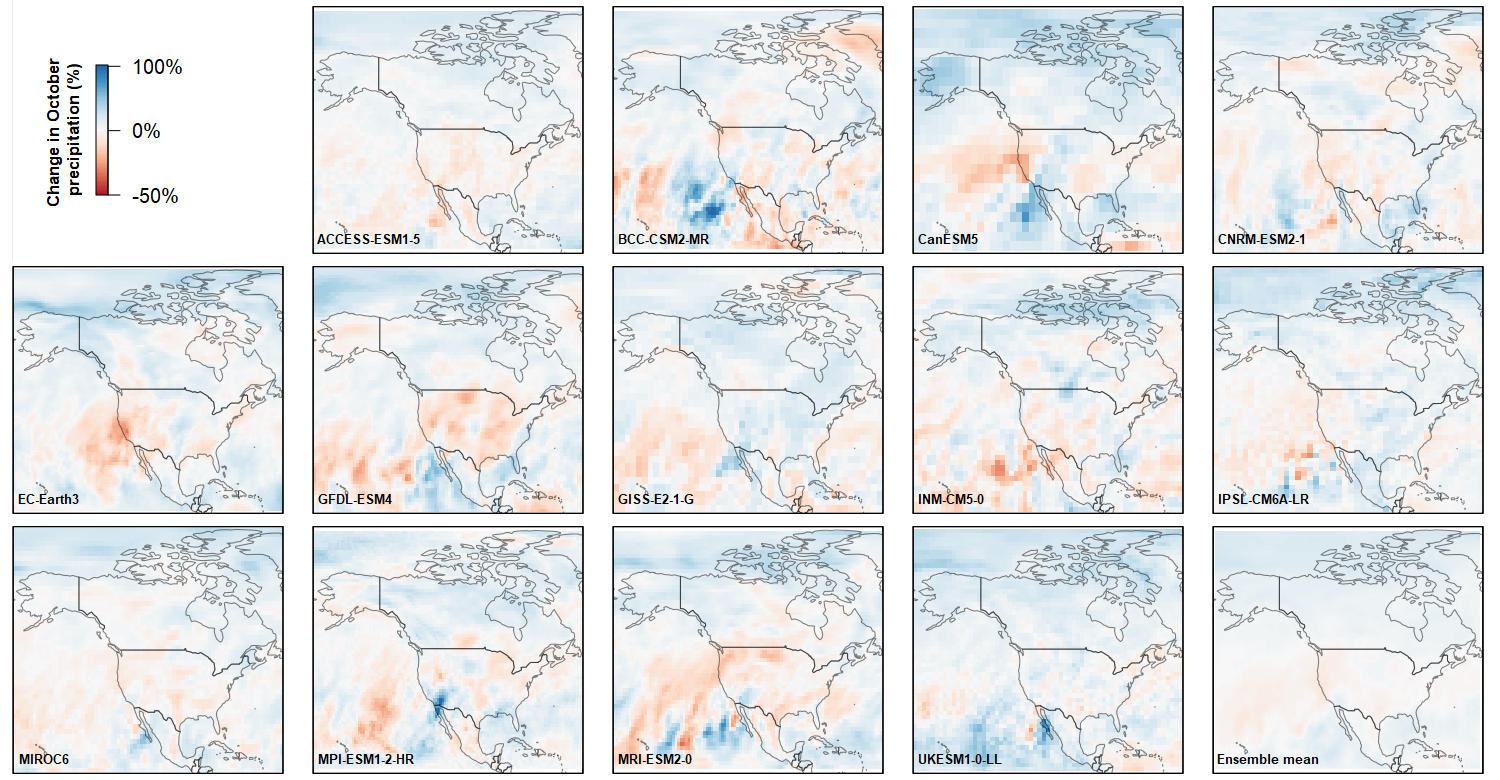 Change in October
precipitation (%)
100%
0%
-50%
ACCESS-ESM1-5
BCC-CSM2-MR
CanESM5
CNRM-ESM2-1
EC-Earth3
GFDL-ESM4
GISS-E2-1-G
INM-CM5-0
IPSL-CM6A-LR
MIROC6
MPI-ESM1-2-HR
MRI-ESM2-0
UKESM1-0-LL
Ensemble mean